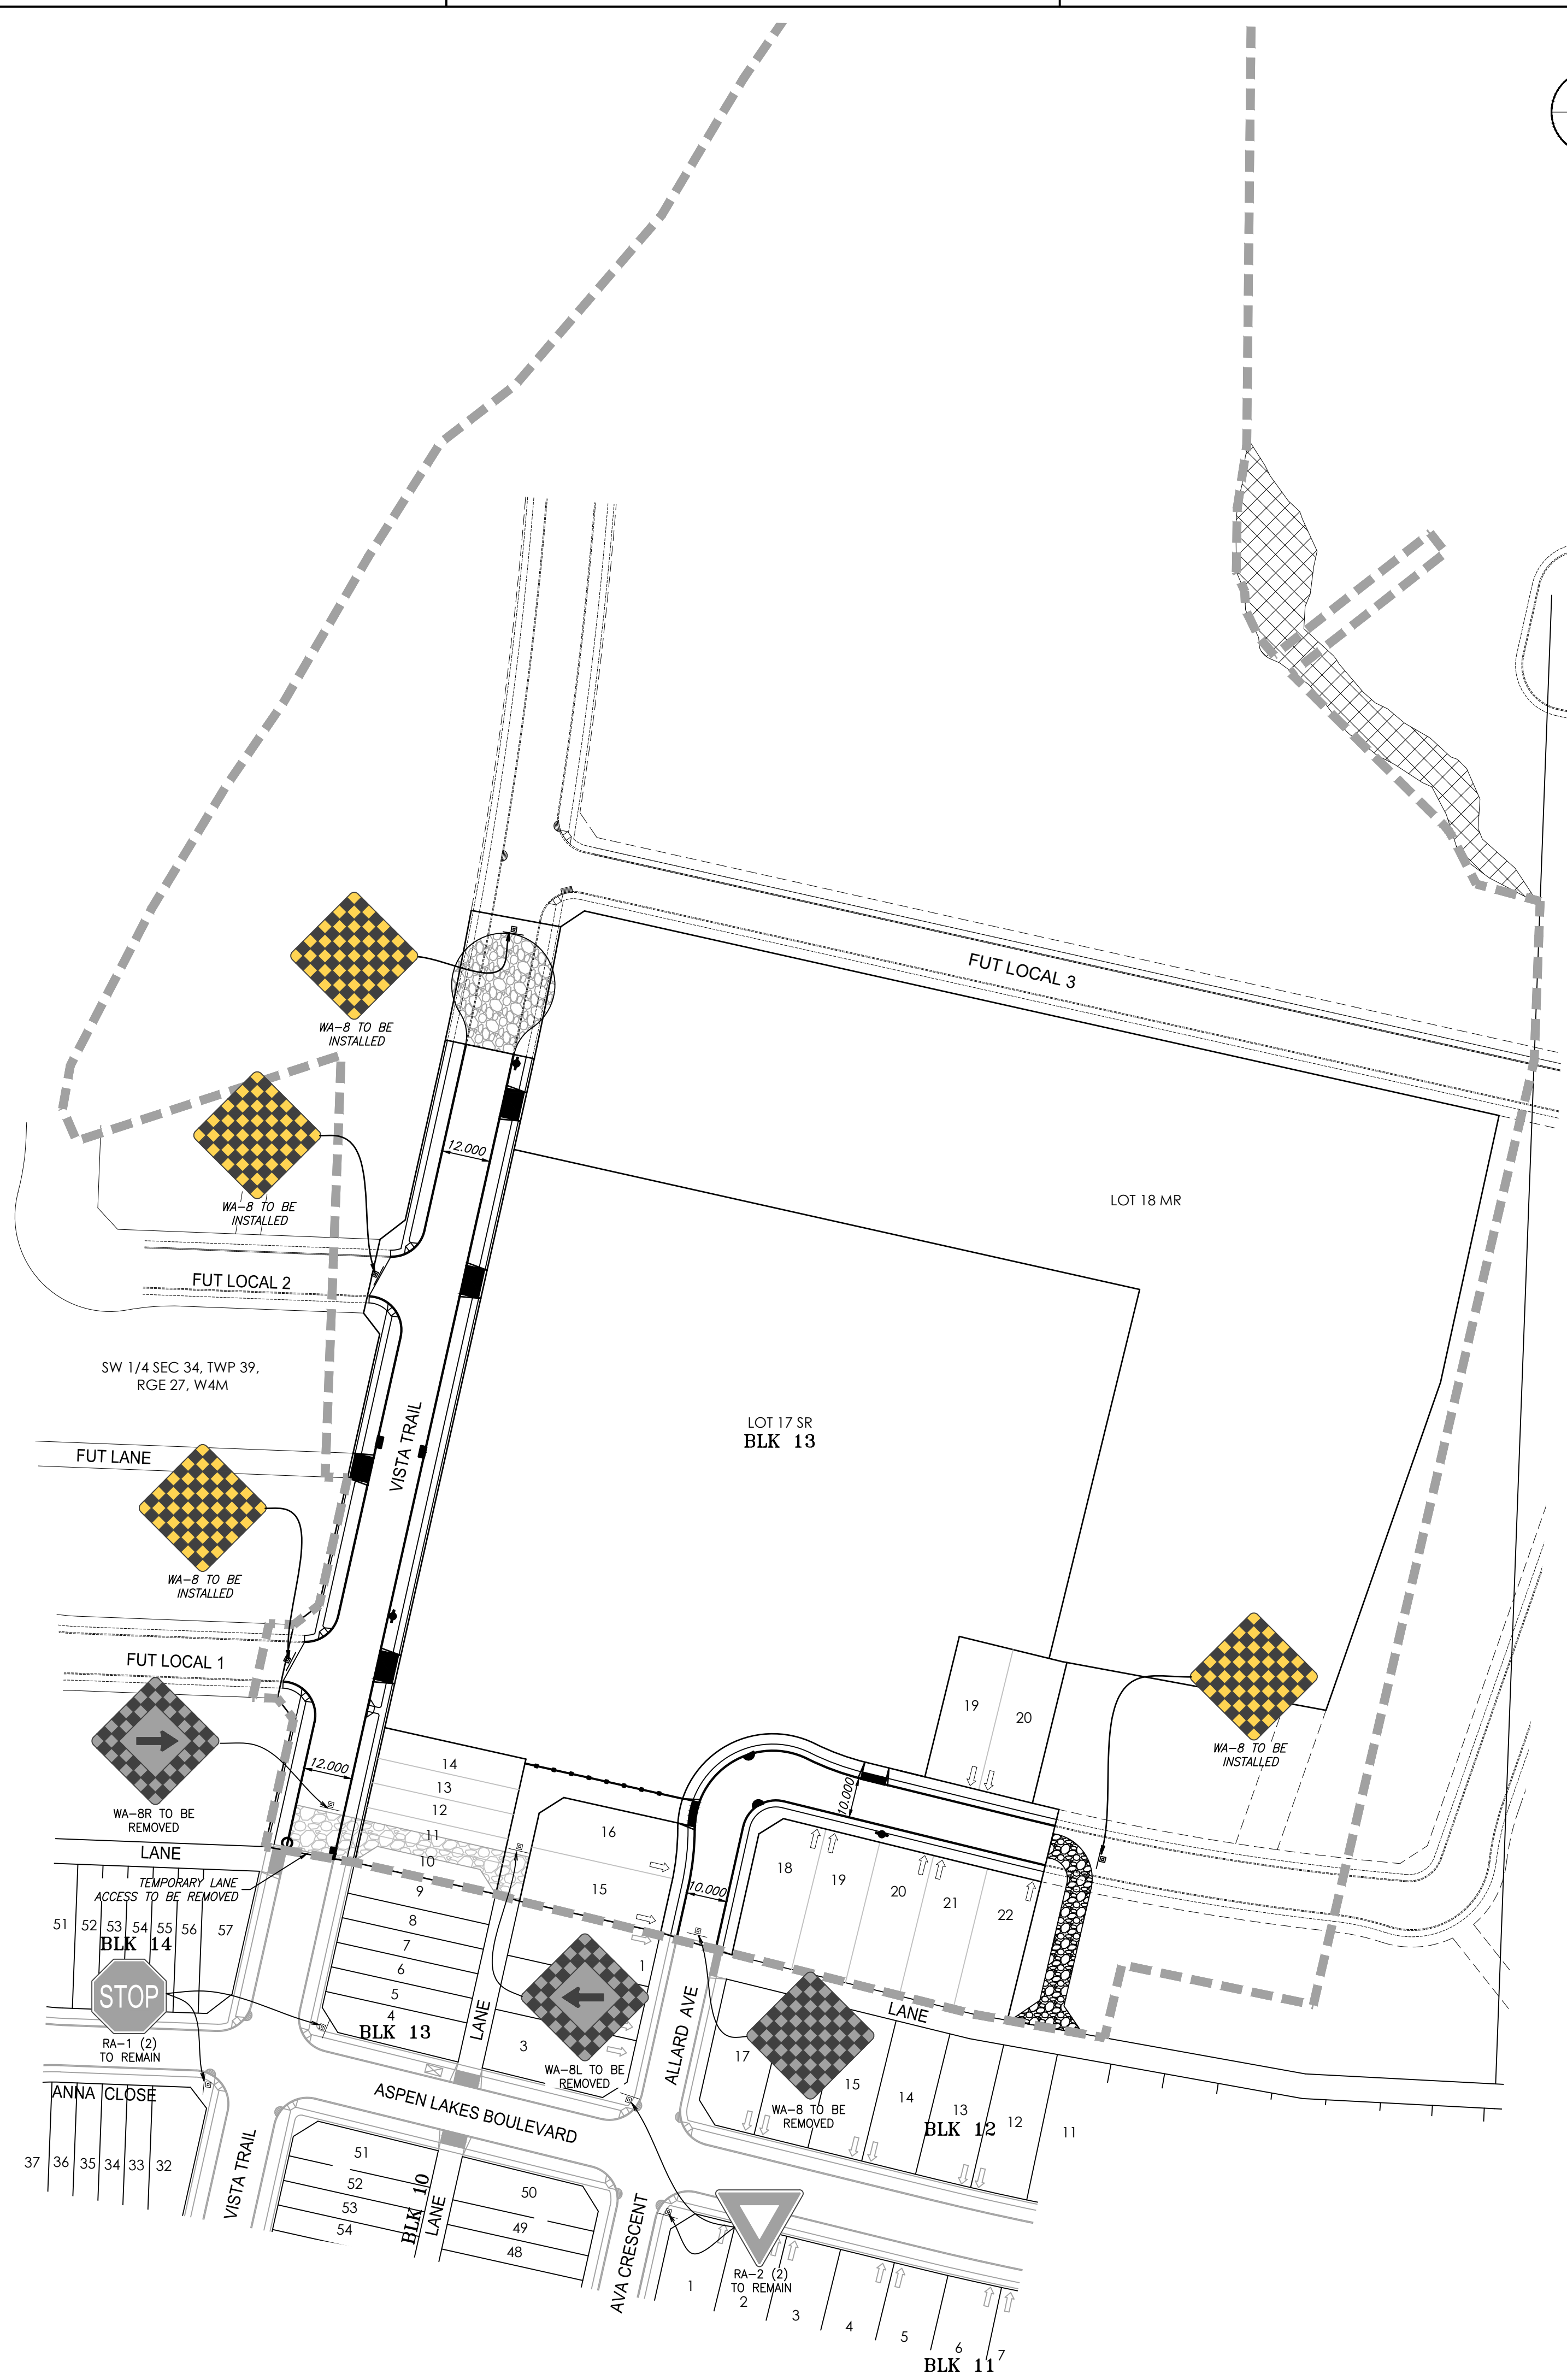 FUT LOCAL 3
WA-8 TO BE
INSTALLED
12.000
WA-8 TO BE
INSTALLED
LOT 18 MR
FUT LOCAL 2
SW 1/4 SEC 34, TWP 39,
RGE 27, W4M
LOT 17 SR
BLK 13
VISTA TRAIL
FUT LANE
WA-8 TO BE
INSTALLED
FUT LOCAL 1
19
20
WA-8 TO BE
INSTALLED
12.000
14
13
12
11
10
10.000
WA-8R TO BE
REMOVED
16
15
LANE
TEMPORARY LANE
ACCESS TO BE REMOVED
18
19
20
21
22
10.000
9
8
7
6
5
4
51
52
53
54
55
56
57
BLK 14
STOP
RA-1 (2)
TO REMAIN
BLK 13
LANE
3
1
WA-8L TO BE
REMOVED
ALLARD AVE
LANE
17
WA-8 TO BE
REMOVED
15
14
13
12
11
BLK 12
ANNA CLOSE
ASPEN LAKES BOULEVARD
37
36
35
34
33
32
VISTA TRAIL
51
52
53
54
BLK 10
LANE
50
49
48
AVA CRESCENT
RA-2 (2)
TO REMAIN
1
2
3
4
5
6
7
BLK 11